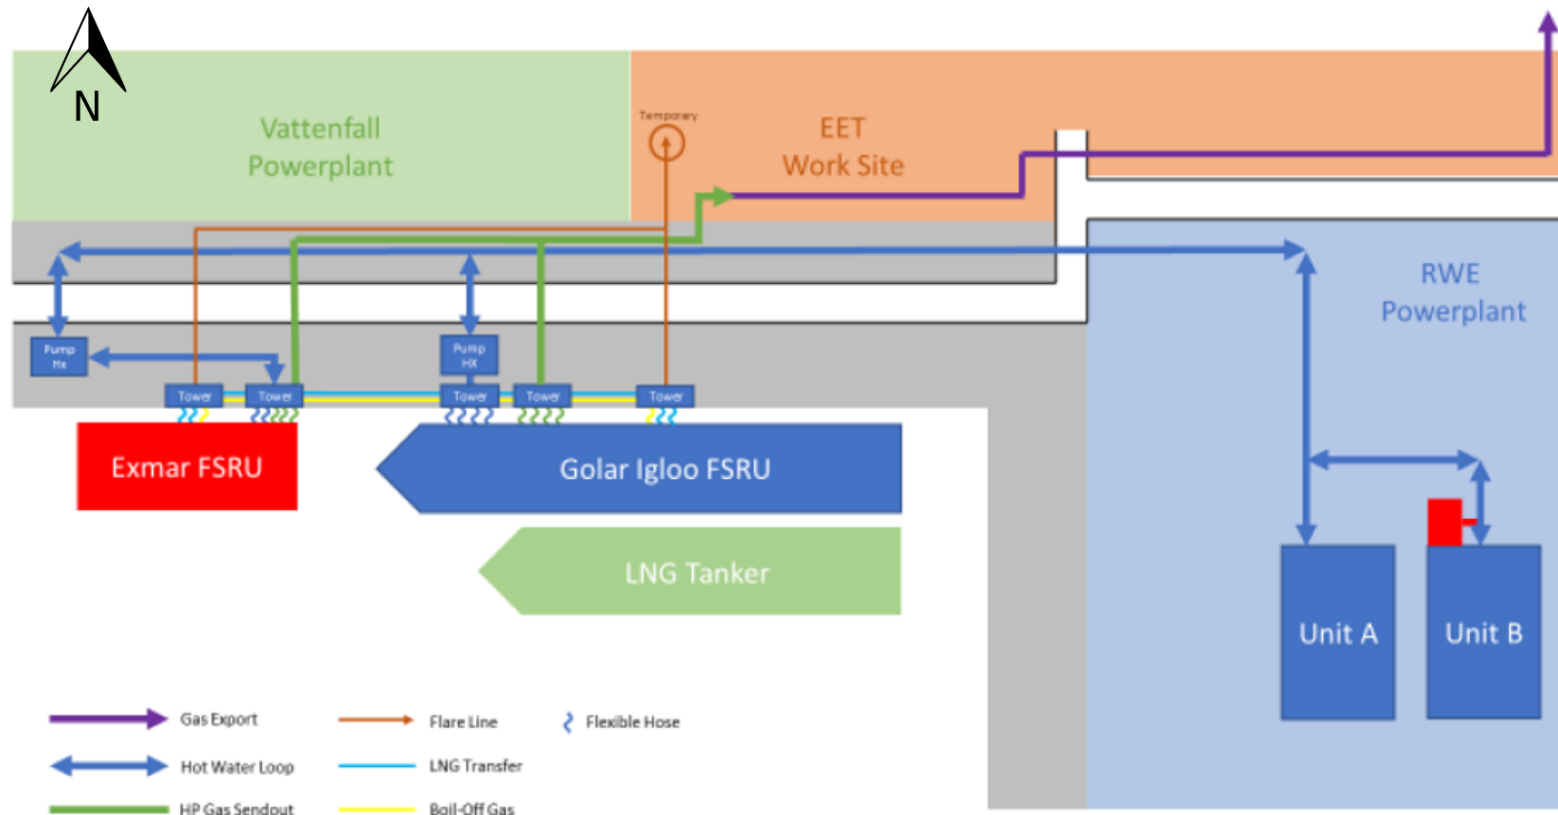 N
Vattenfall
Powerplant
Temporary
EET
Work Site
RWE
Powerplant
Pump
Hx
Pump
HX
Tower
Tower
Tower
Tower
Tower
Exmar FSRU
Golar Igloo FSRU
LNG Tanker
Unit A
Unit B
Gas Export
Flare Line
Flexible Hose
Hot Water Loop
LNG Transfer
HP Gas Sendout
Boil-Off Gas